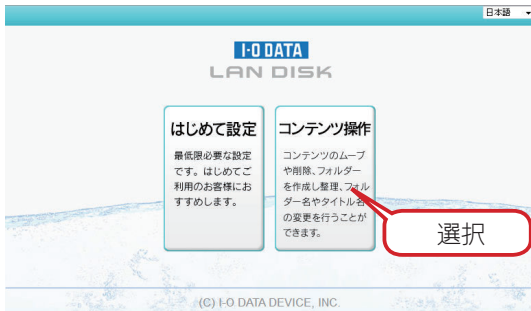 日本語
I-O DATA
LAN DISK
はじめて設定
最低限必要な設定
です。はじめてご
利用のお客様にお
すすめします。
コンテンツ操作
コンテンツのムーブ
や削除、フォルダー
を作成し整理、フォル
ダー名やタイトル名
の変更を行うことが
できます。
選択
(C) I-O DATA DEVICE, INC.